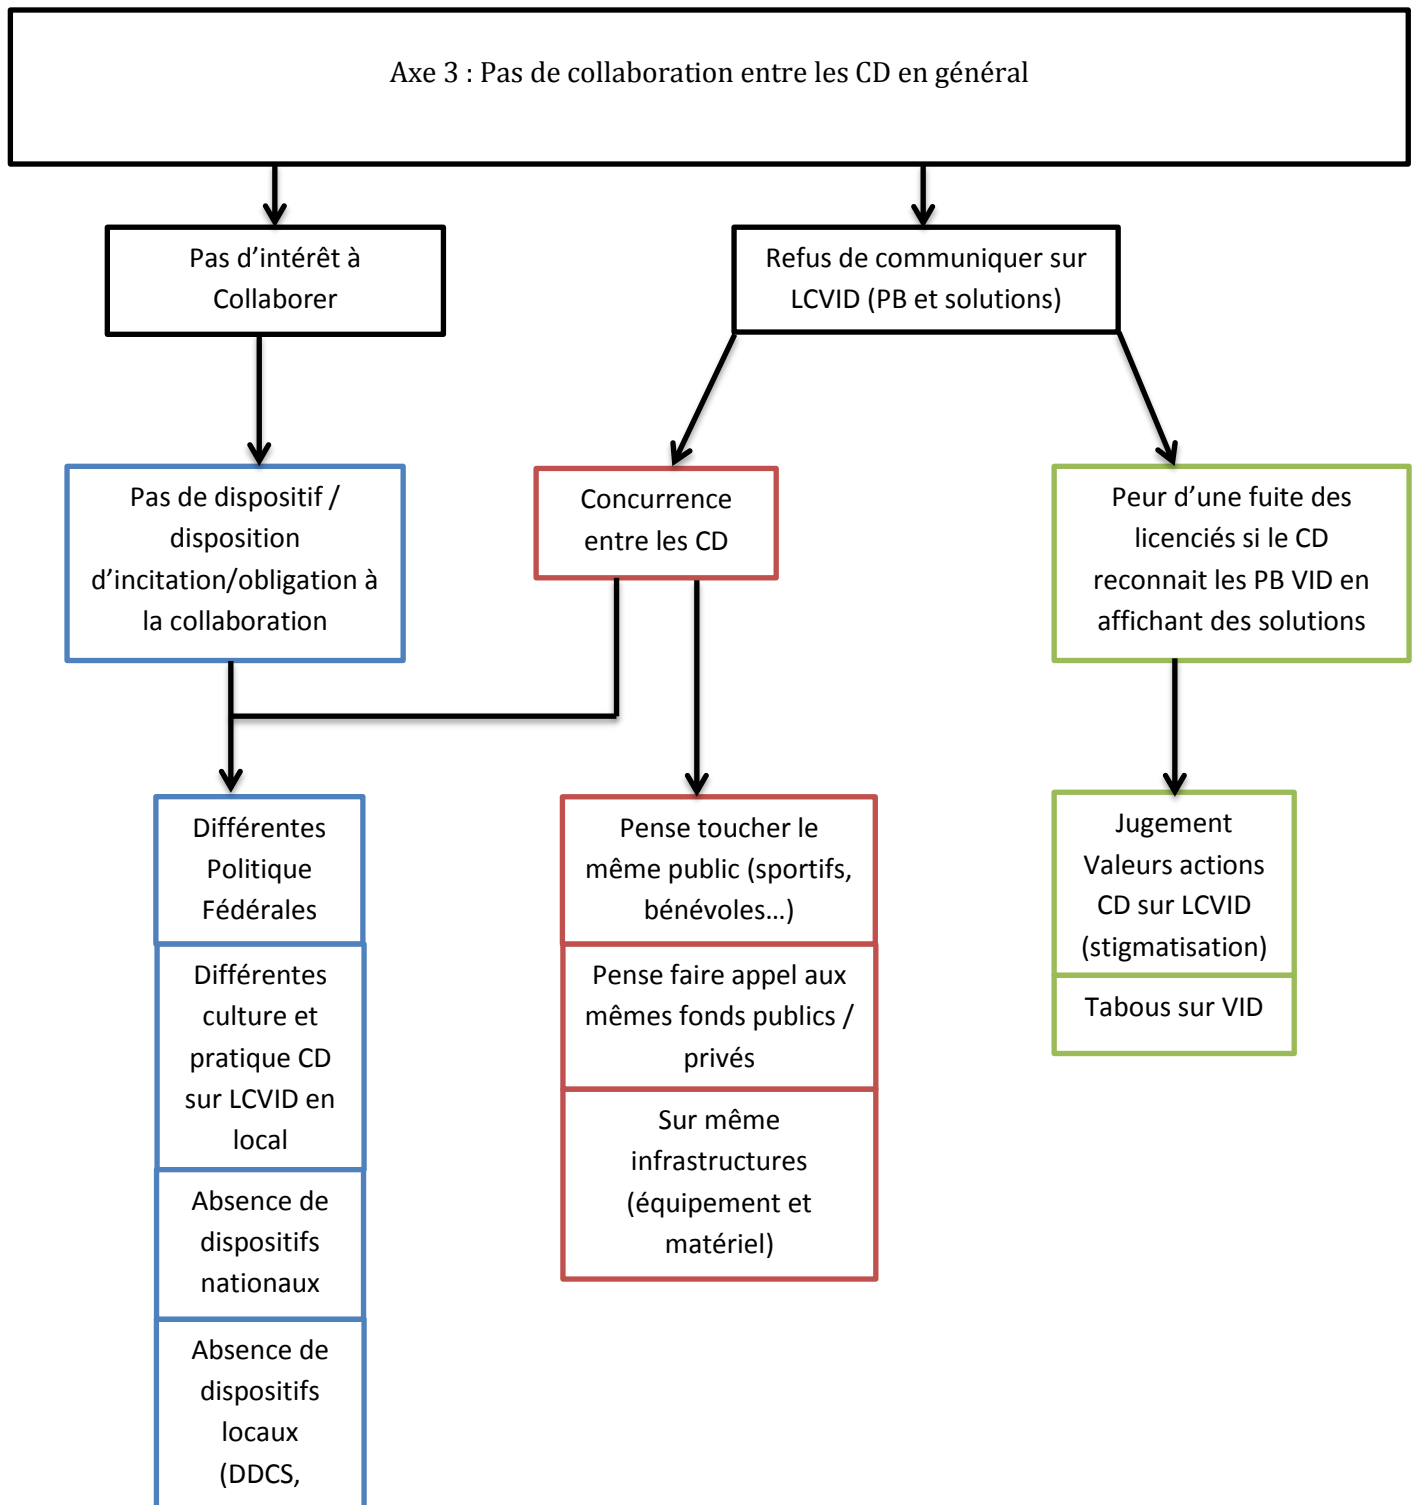 Axe 3 : Pas de collaboration entre les CD en général
Pas d’intérêt à
Collaborer
Refus de communiquer sur
LCVID (PB et solutions)
Pas de dispositif /
disposition
d’incitation/obligation à
la collaboration
Concurrence
entre les CD
Peur d’une fuite des
licenciés si le CD
reconnait les PB VID en
affichant des solutions
Différentes
Politique
Fédérales
Différentes
culture et
pratique CD
sur LCVID en
local
Absence de
dispositifs
nationaux
Absence de
dispositifs
locaux
(DDCS,
Pense toucher le
même public (sportifs,
bénévoles…)
Pense faire appel aux
mêmes fonds publics /
privés
Sur même
infrastructures
(équipement et
matériel)
Jugement
Valeurs actions
CD sur LCVID
(stigmatisation)
Tabous sur VID